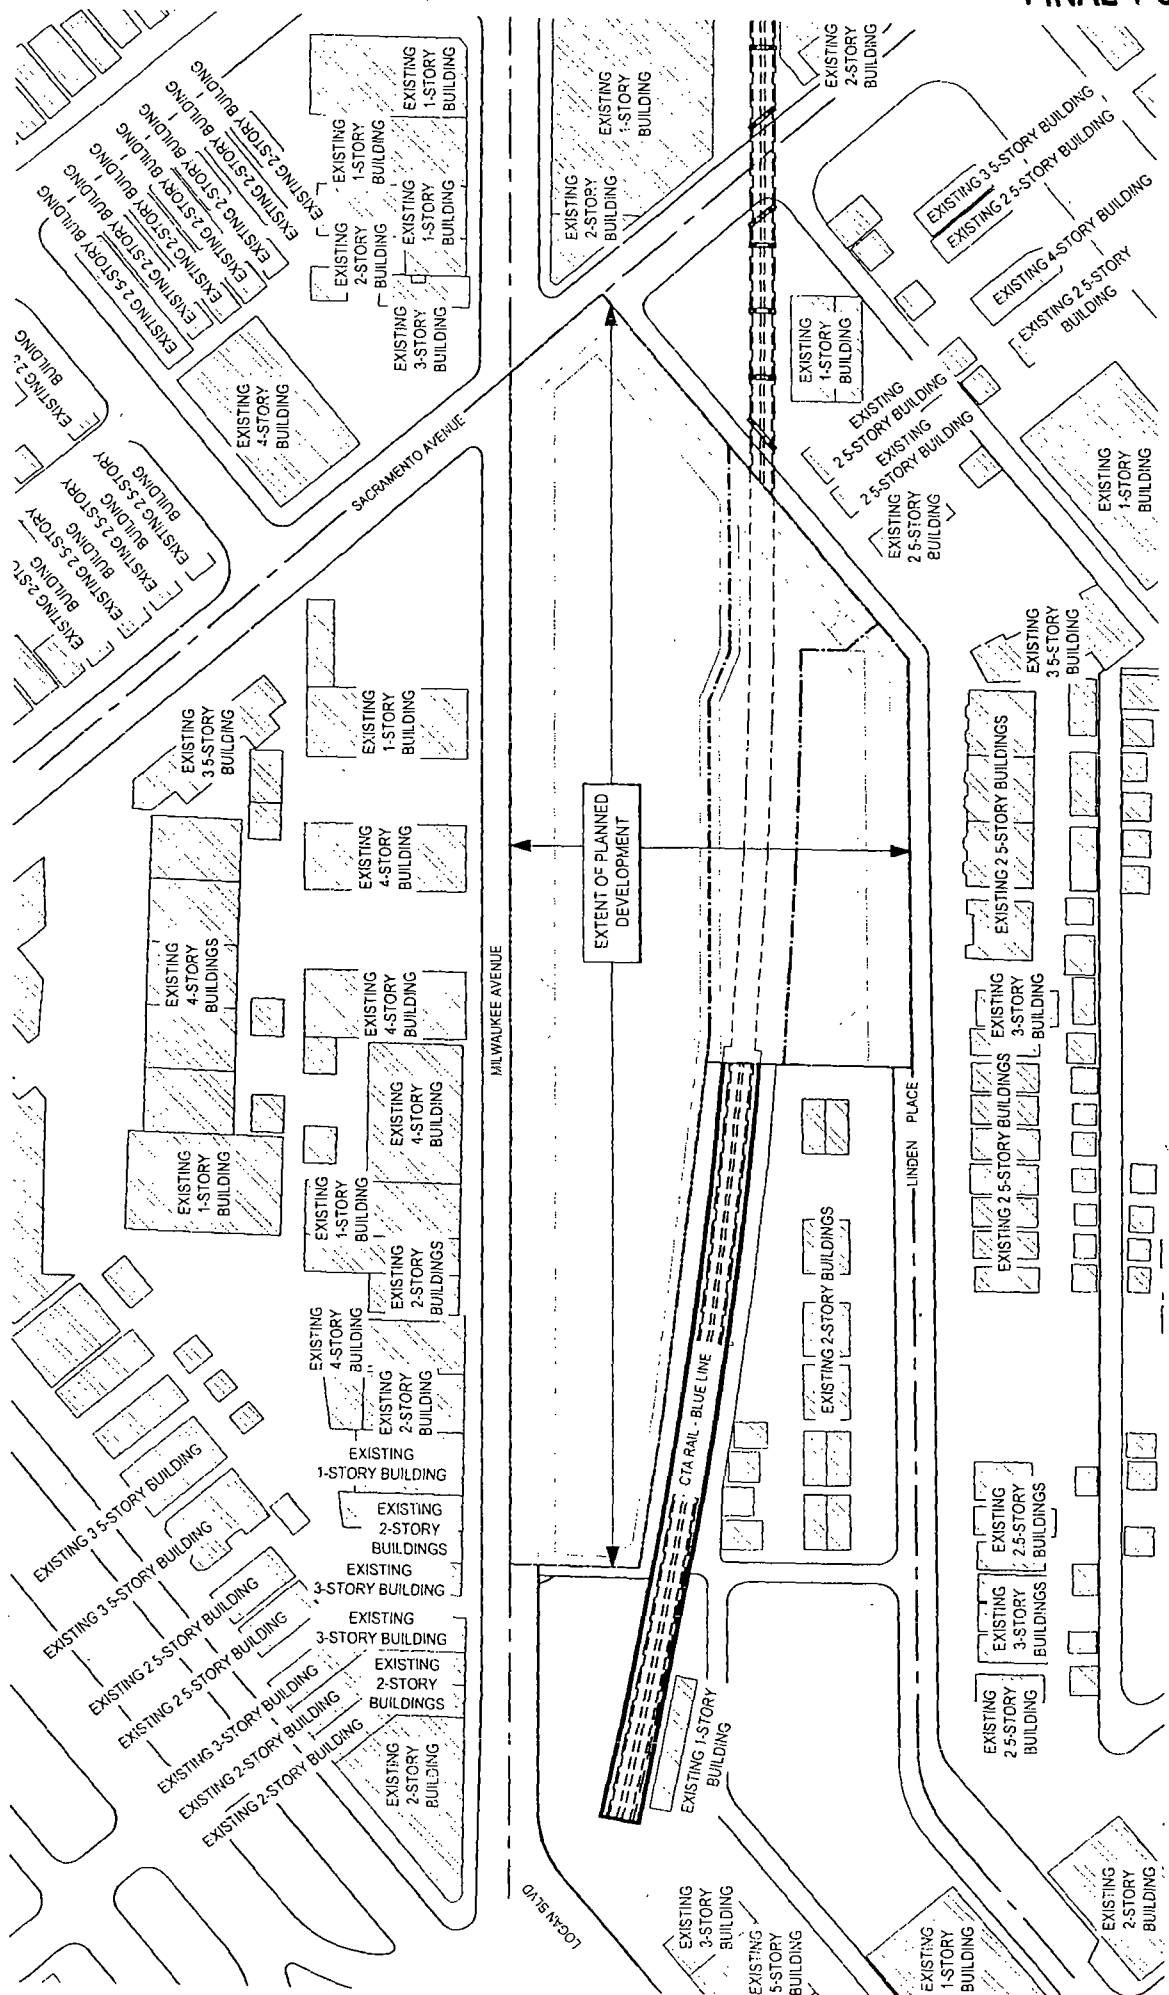 EXISTING
2-STORY
BUILDING
EXISTING
1-STORY
BUILDING
EXISTING
1-STORY
BUILDING
EXISTING
1-STORY
BUILDING
EXISTING
2-STORY
BUILDING
EXISTING
3-STORY
BUILDING
EXISTING
1-STORY
BUILDING
EXISTING
2-STORY
BUILDING
EXISTING 2-STORY BUILDING
EXISTING 2-STORY BUILDING
EXISTING 2-STORY BUILDING
EXISTING 2-STORY BUILDING
EXISTING 2-STORY BUILDING
EXISTING 2.5-STORY BUILDING
EXISTING 3 5-STORY BUILDING
EXISTING 2 5-STORY BUILDING
EXISTING 4-STORY BUILDING
EXISTING 2 5-STORY
BUILDING
EXISTING
4-STORY
BUILDING
EXISTING
1-STORY
BUILDING
EXISTING
2 5-STORY BUILDING
EXISTING
2 5-STORY BUILDING
EXISTING
2 5-STORY
BUILDING
EXISTING
1-STORY
BUILDING
BUILDING
SACRAMENTO AVENUE
EXISTING 2 5-STORY
BUILDING
EXISTING 2 5-STORY
BUILDING
EXISTING 2 5-STORY
BUILDING
BUILDING
EXISTING
3 5-STORY
BUILDING
EXISTING
1-STORY
BUILDING
EXISTING
3 5-STORY
BUILDING
EXISTING
4-STORY
BUILDING
EXTENT OF PLANNED
DEVELOPMENT
EXISTING 2 5-STORY BUILDINGS
EXISTING
4-STORY
BUILDINGS
EXISTING
4-STORY
BUILDING
MILWAUKEE AVENUE
EXISTING
3-STORY
BUILDING
EXISTING
4-STORY
BUILDING
LINDEN PLACE
EXISTING 2 5-STORY BUILDINGS
EXISTING
1-STORY
BUILDING
EXISTING
1-STORY
BUILDING
EXISTING
2-STORY
BUILDINGS
EXISTING 2-STORY BUILDINGS
EXISTING
4-STORY
BUILDING
EXISTING
2-STORY
BUILDING
CTA RAIL - BLUE LINE
EXISTING
1-STORY BUILDING
EXISTING
2-STORY
BUILDINGS
EXISTING
3-STORY BUILDING
EXISTING
3-STORY BUILDING
EXISTING
2-STORY
BUILDINGS
EXISTING
2.5-STORY
BUILDINGS
EXISTING
3-STORY
BUILDINGS
EXISTING
2 5-STORY
BUILDING
EXISTING 3 5-STORY BUILDING
EXISTING 3 5-STORY BUILDING
EXISTING 2 5-STORY BUILDING
EXISTING 2 5-STORY BUILDING
EXISTING 3-STORY BUILDING
EXISTING 2-STORY BUILDING
EXISTING 2-STORY BUILDING
EXISTING
2-STORY
BUILDING
EXISTING 1-STORY
BUILDING
LOGAN BLVD
EXISTING
3-STORY
BUILDING
EXISTING
5-STORY
BUILDING
EXISTING
1-STORY
BUILDING
EXISTING
2-STORY
BUILDING